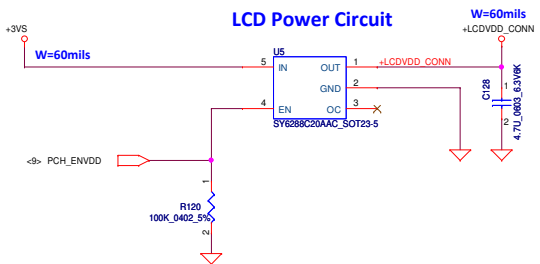 LCD Power Circuit
W=60mils
+3VS
+LCDVDD_CONN
W=60mils
U5
5 IN OUT 1 +LCDVDD_CONN
GND 2
4 EN OC 3
SY6288C20AAC_SOT23-5
C128
1
2
4.7U_0603_6.3V6K
<9> PCH_ENVDD
1
R120
100K_0402_5%
2